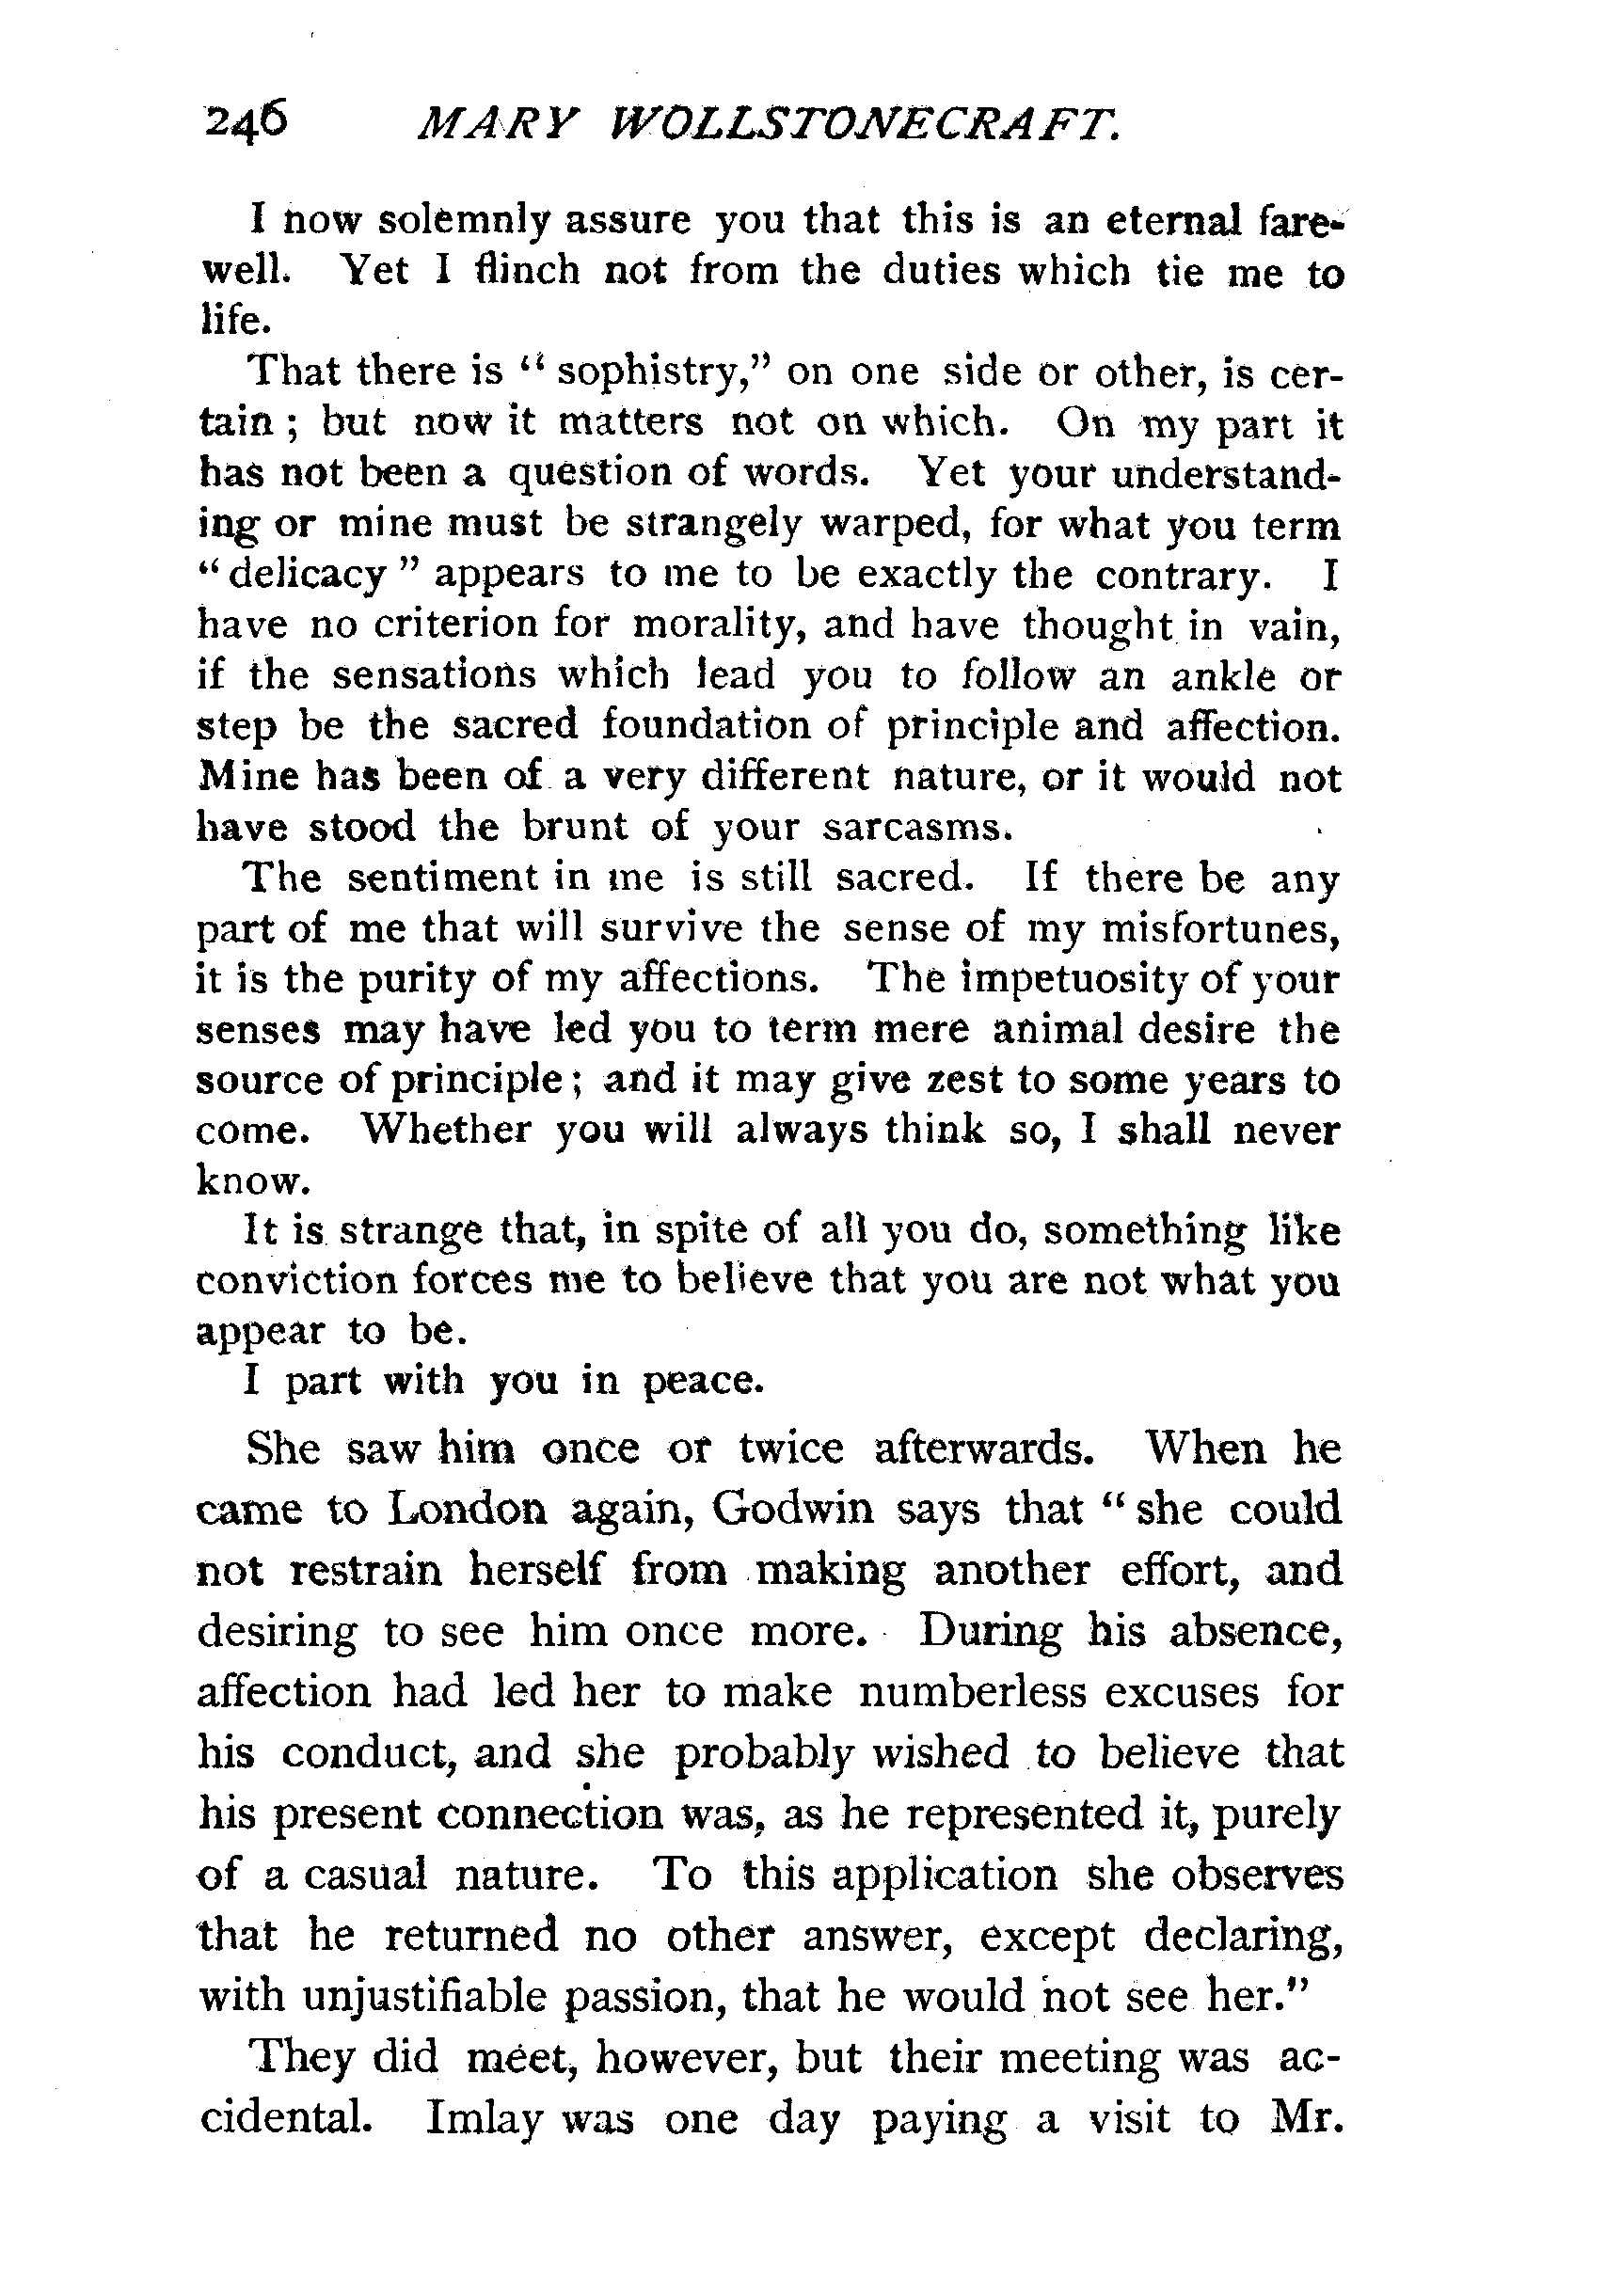 246 MARY WOLLSTONECRAFT.
I now solemnly assure you that this is an eternal fare-
well. Yet I flinch not from the duties which tie me to
life.
That there is "sophistry," on one side or other, is cer-
tain; but now it matters not on which. On my part it
has not been a question of words. Yet your understand-
ing or mine must be strangely warped, for what you term
"delicacy" appears to me to be exactly the contrary. I
have no criterion for morality, and have thought in vain,
if the sensations which lead you to follow an ankle or
step be the sacred foundation of principle and affection.
Mine has been of a very different nature, or it would not
have stood the brunt of your sarcasms.
The sentiment in me is still sacred. If there be any
part of me that will survive the sense of my misfortunes,
it is the purity of my affections. The impetuosity of your
senses may have led you to term mere animal desire the
source of principle; and it may give zest to some years to
come. Whether you will always think so, I shall never
know.
It is strange that, in spite of all you do, something like
conviction forces me to believe that you are not what you
appear to be.
I part with you in peace.
She saw him once or twice afterwards. When he
came to London again, Godwin says that "she could
not restrain herself from making another effort, and
desiring to see him once more. During his absence,
affection had led her to make numberless excuses for
his conduct, and she probably wished to believe that
his present connection was, as he represented it, purely
of a casual nature. To this application she observes
that he returned no other answer, except declaring,
with unjustifiable passion, that he would not see her."
They did meet, however, but their meeting was ac-
cidental. Imlay was one day paying a visit to Mr.